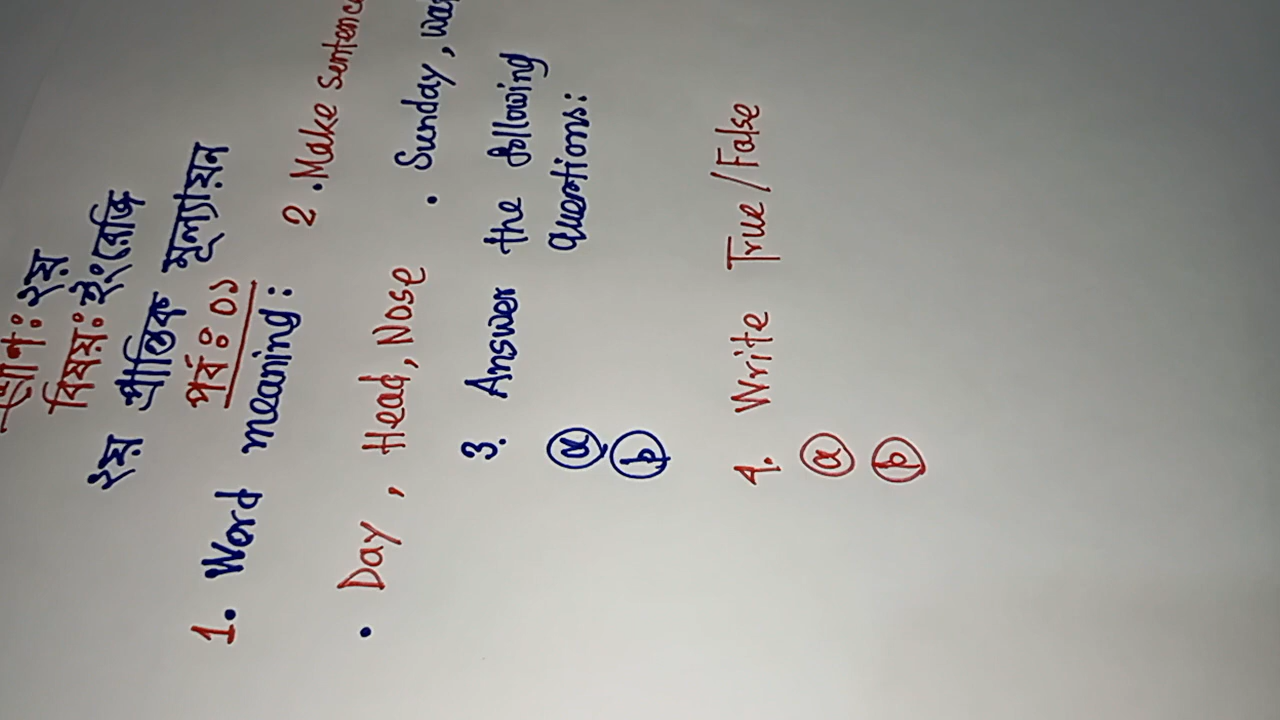 শ্রেণি: ২য়
বিষয়: ইংরেজি
২য় প্রান্তিক মূল্যায়ন
পর্ব: ০১
1. Word meaning:
• Day, Head, Nose
2. Make Sentence
• Sunday,
3. Answer the following questions:
ⓐ
ⓑ
4. Write True/False
ⓐ
ⓑ